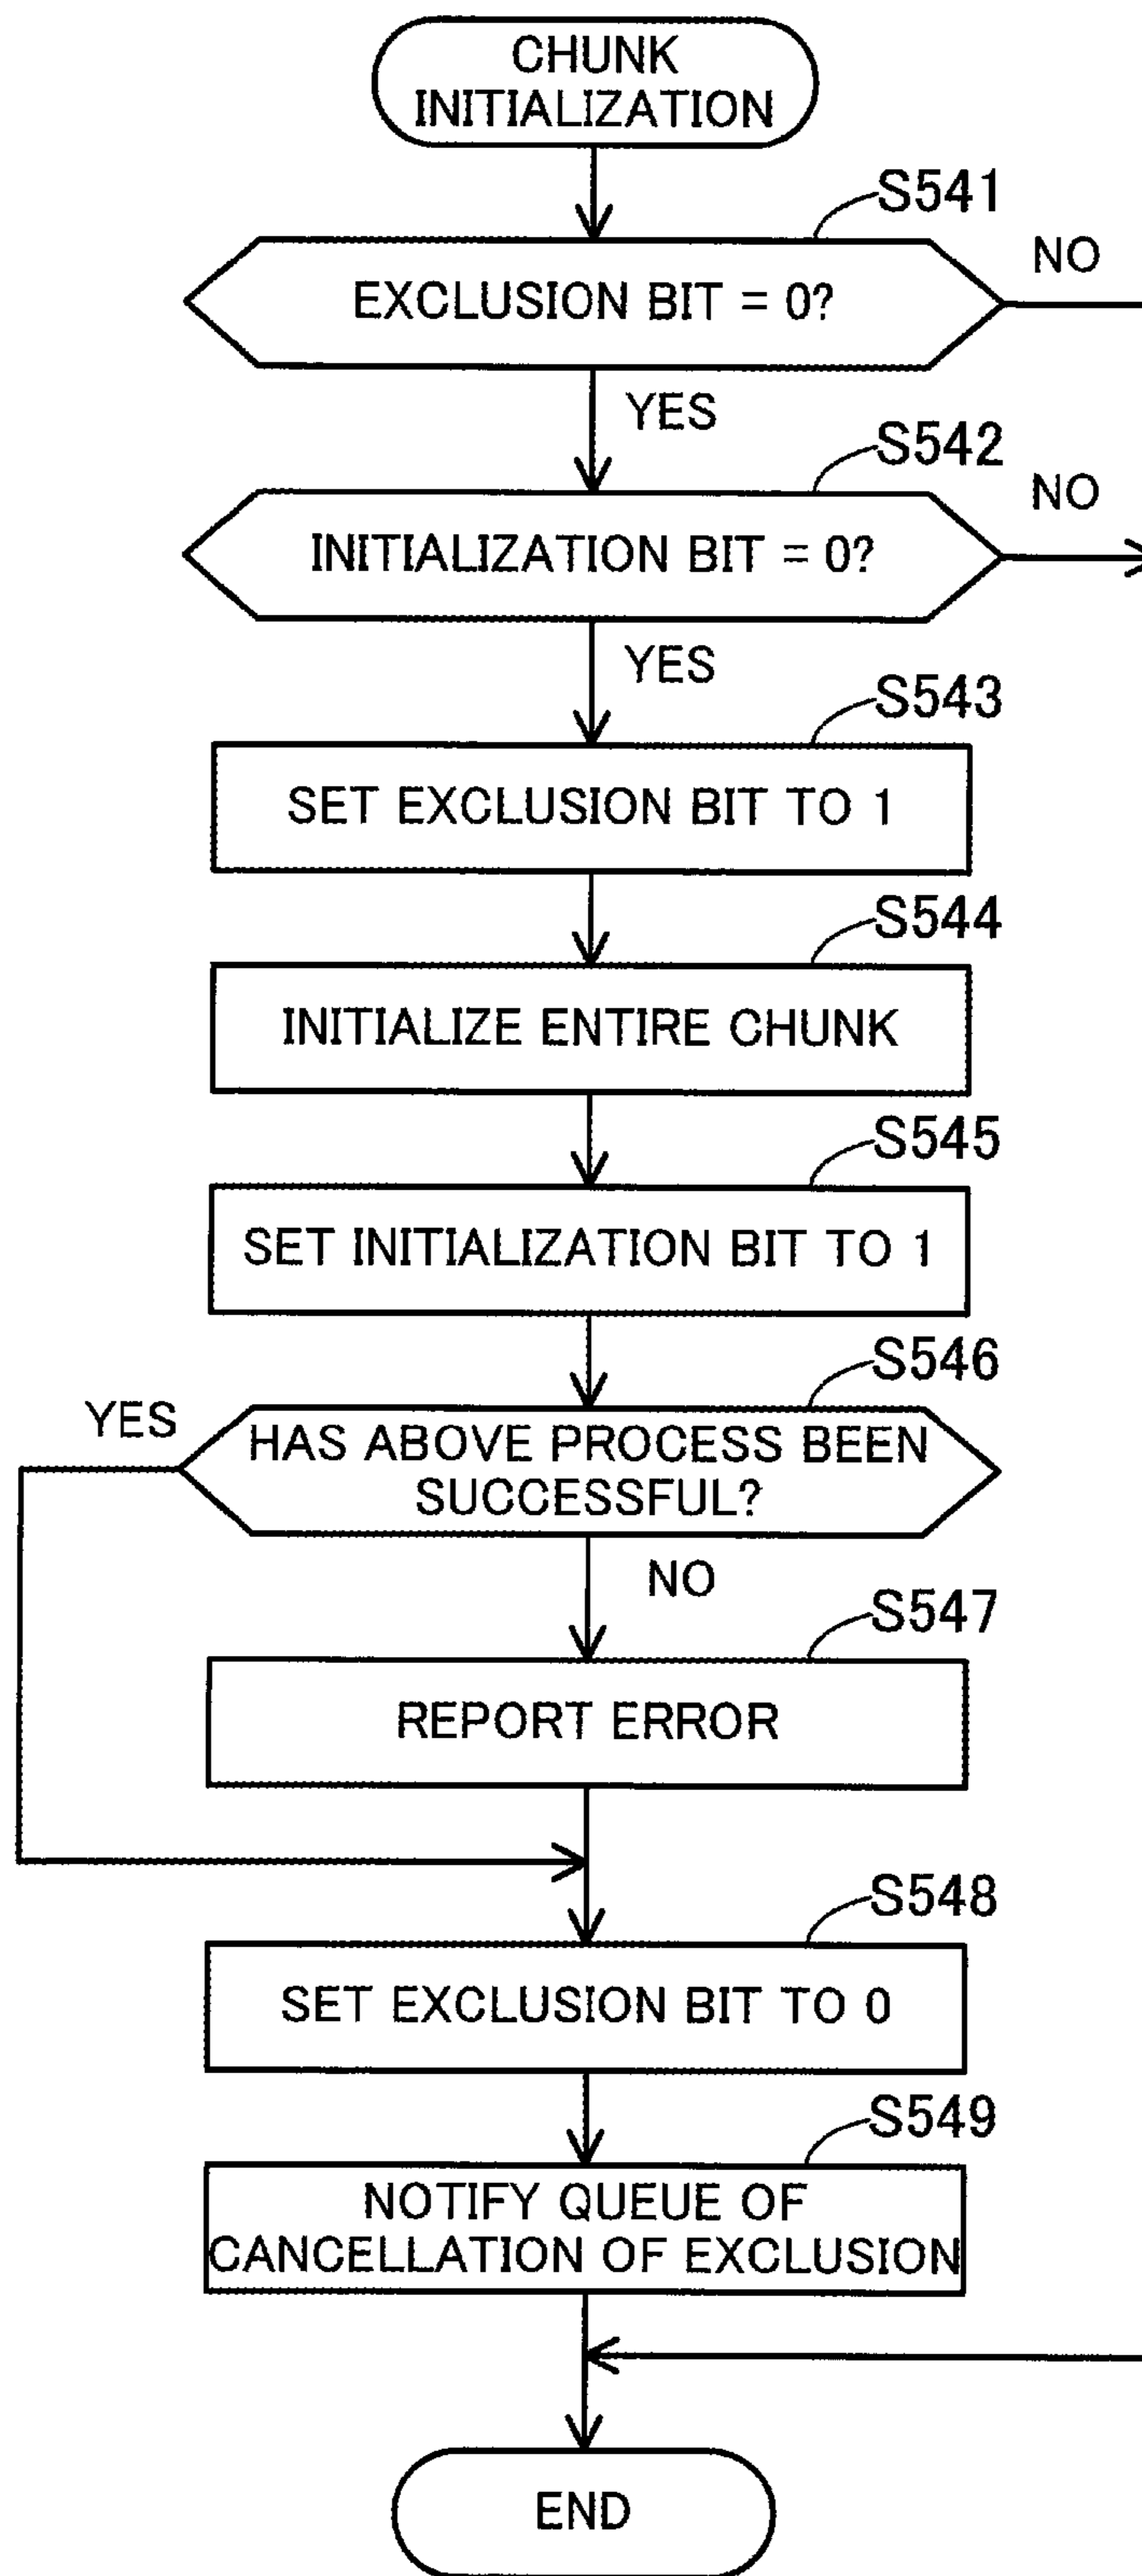 CHUNK
INITIALIZATION
S541
NO
EXCLUSION BIT = 0?
YES
S542
NO
INITIALIZATION BIT = 0?
YES
S543
SET EXCLUSION BIT TO 1
S544
INITIALIZE ENTIRE CHUNK
S545
SET INITIALIZATION BIT TO 1
S546
YES
HAS ABOVE PROCESS BEEN
SUCCESSFUL?
NO
S547
REPORT ERROR
S548
SET EXCLUSION BIT TO 0
S549
NOTIFY QUEUE OF
CANCELLATION OF EXCLUSION
END